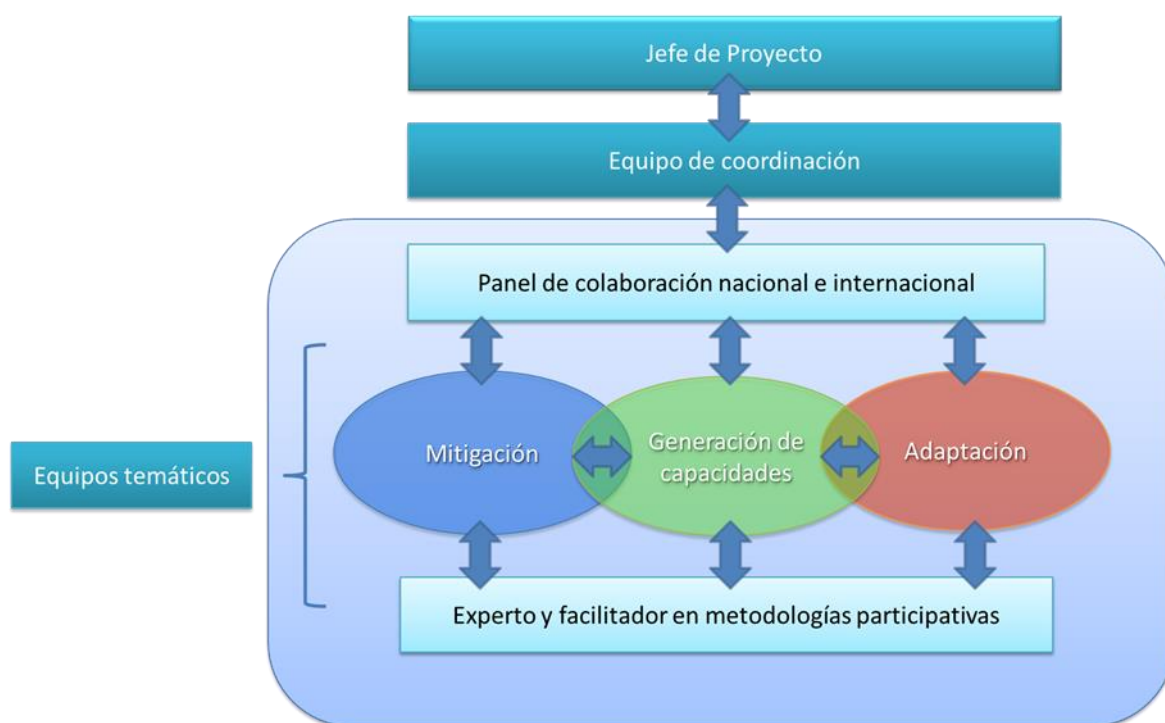 Jefe de Proyecto
Equipo de coordinación
Panel de colaboración nacional e internacional
Equipos temáticos
Mitigación
Generación de
capacidades
Adaptación
Experto y facilitador en metodologías participativas